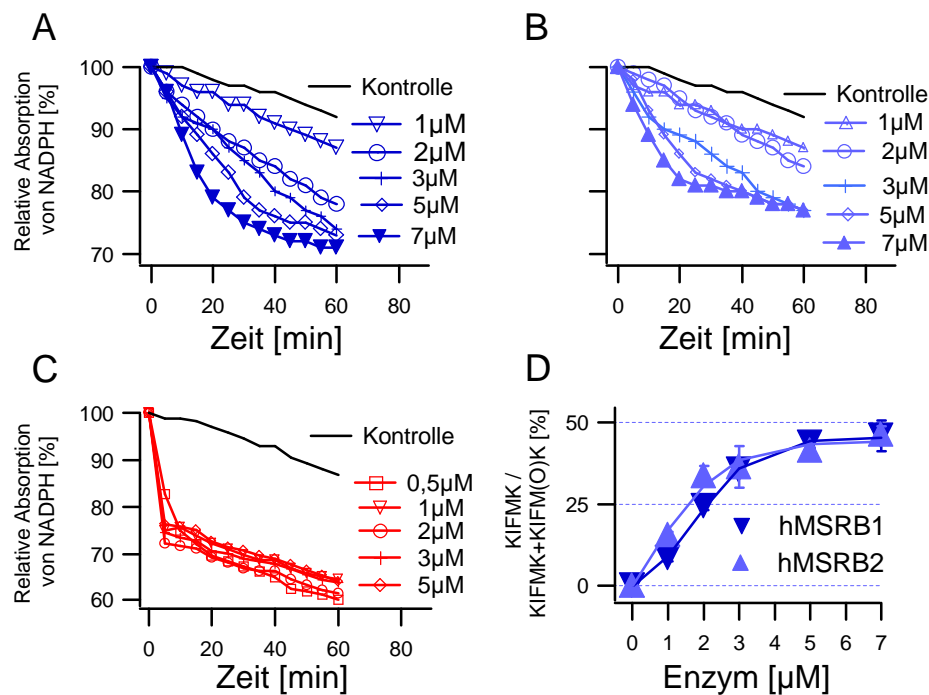 A
Relative Absorption
von NADPH [%]
100
90
80
70
Kontrolle
1µM
2µM
3µM
5µM
7µM
0 20 40 60 80
Zeit [min]
B
Kontrolle
1µM
2µM
3µM
5µM
7µM
0 20 40 60 80
Zeit [min]
C
Relative Absorption
von NADPH [%]
100
90
80
70
60
Kontrolle
0,5µM
1µM
2µM
3µM
5µM
0 20 40 60 80
Zeit [min]
D
KIFMK /
KIFMK+KIFM(O)K [%]
50
25
0
hMSRB1
hMSRB2
0 1 2 3 4 5 6 7
Enzym [µM]